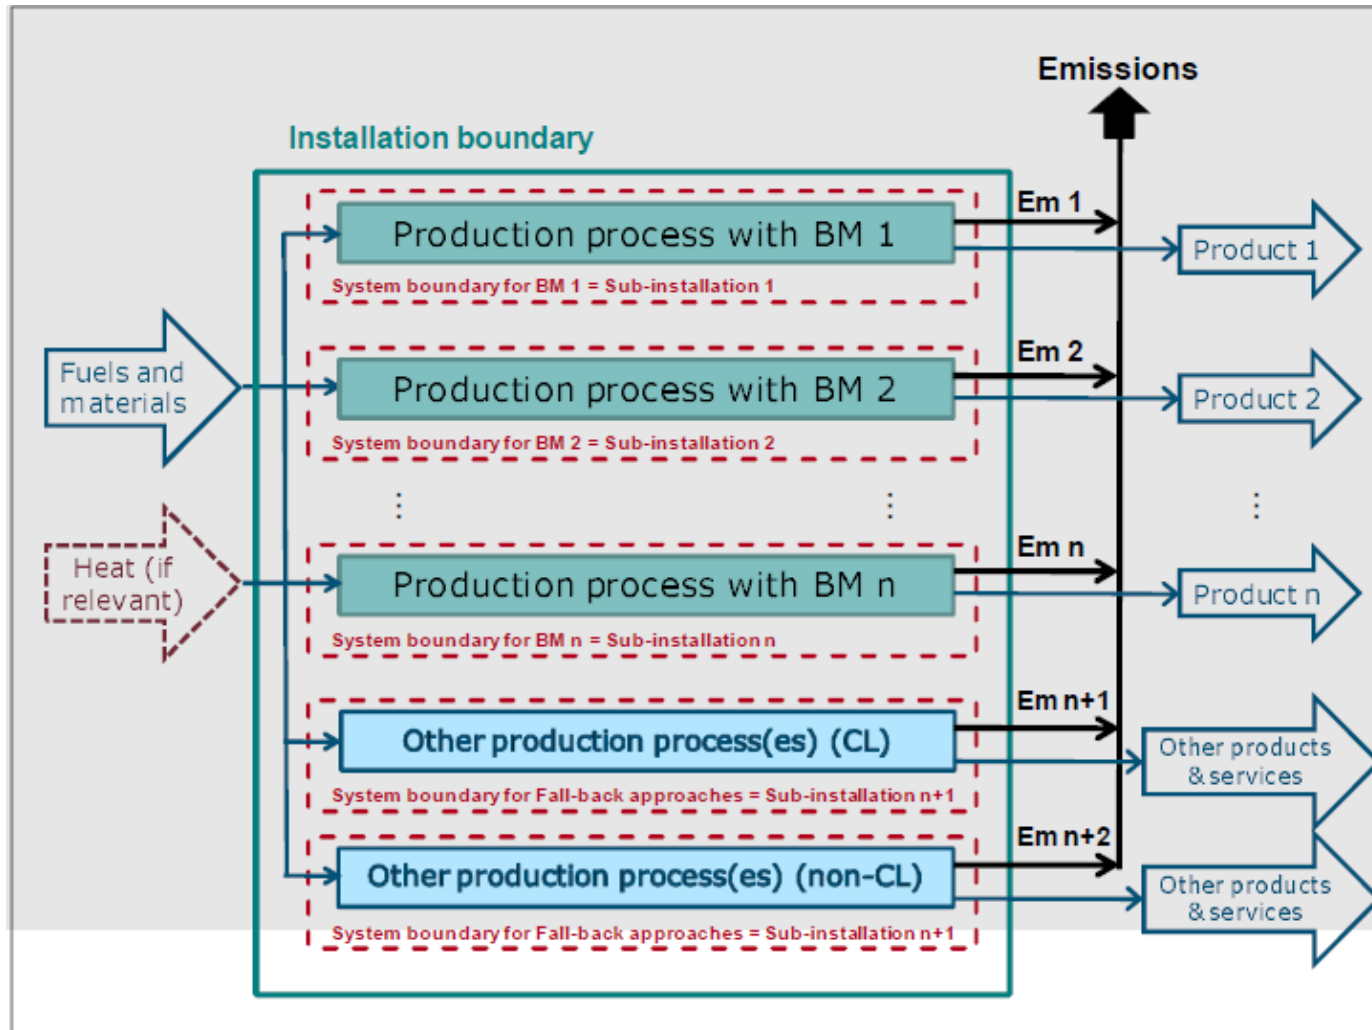 Emissions
Installation boundary
Em 1
Production process with BM 1
Product 1
System boundary for BM 1 = Sub-installation 1
Em 2
Fuels and
materials
Production process with BM 2
Product 2
System boundary for BM 2 = Sub-installation 2
Em n
Heat (if
relevant)
Production process with BM n
Product n
System boundary for BM n = Sub-installation n
Em n+1
Other production process(es) (CL)
Other products
& services
System boundary for Fall-back approaches = Sub-installation n+1
Em n+2
Other production process(es) (non-CL)
Other products
& services
System boundary for Fall-back approaches = Sub-installation n+1